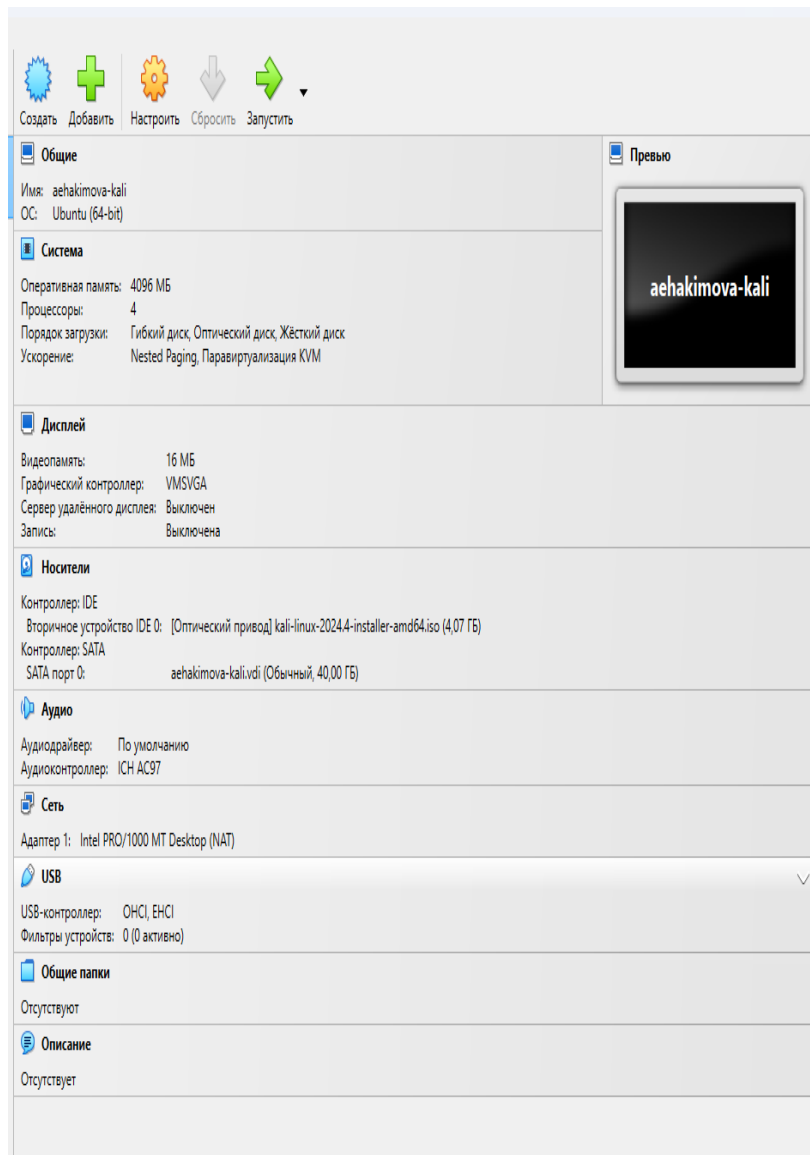 Создать Добавить Настроить Сбросить Запустить
Общие
Имя: aehakimova-kali
ОС: Ubuntu (64-bit)
Превью
aehakimova-kali
Система
Оперативная память: 4096 МБ
Процессоры: 4
Порядок загрузки: Гибкий диск, Оптический диск, Жёсткий диск
Ускорение: Nested Paging, Паравиртуализация KVM
Дисплей
Видеопамять: 16 МБ
Графический контроллер: VMSVGA
Сервер удалённого дисплея: Выключен
Запись: Выключена
Носители
Контроллер: IDE
Вторичное устройство IDE 0: [Оптический привод] kali-linux-2024.4-installer-amd64.iso (4,07 ГБ)
Контроллер: SATA
SATA порт 0: aehakimova-kali.vdi (Обычный, 40,00 ГБ)
Аудио
Аудиодрайвер: По умолчанию
Аудиоконтроллер: ICH AC97
Сеть
Адаптер 1: Intel PRO/1000 MT Desktop (NAT)
USB
USB-контроллер: OHCI, EHCI
Фильтры устройств: 0 (0 активно)
Общие папки
Отсутствуют
Описание
Отсутствует